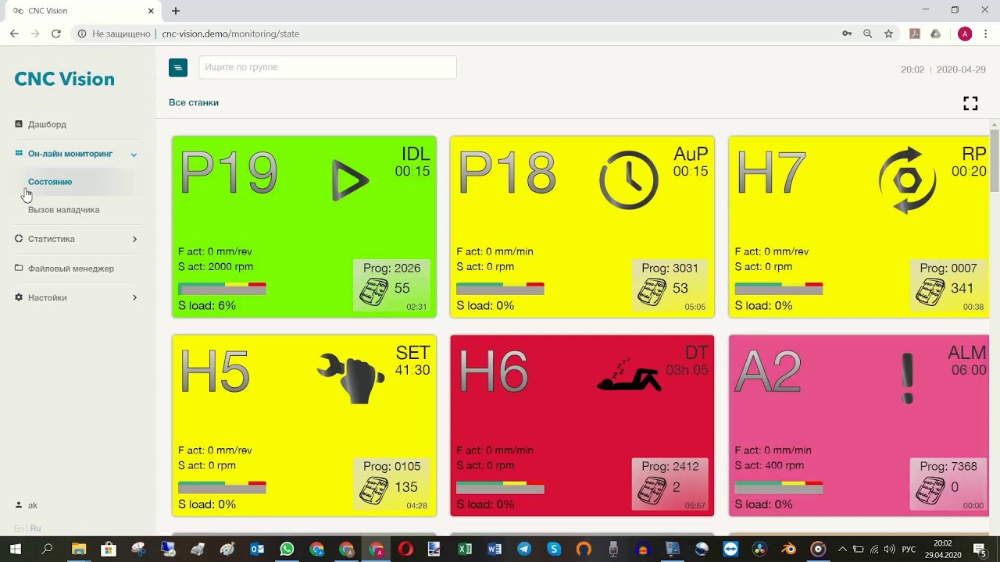 CNC Vision
Не защищено | cnc-vision.demo/monitoring/state
A
CNC Vision
Ищите по группе
20:02 | 2020-04-29
Все станки
Дашборд
Он-лайн мониторинг
Состояние
Вызов наладчика
Статистика
Файловый менеджер
Настойки
ak
En | Ru
P19
IDL
00:15
F act: 0 mm/rev
S act: 2000 rpm
S load: 6%
Prog: 2026
55
02:31
P18
AuP
00:15
F act: 0 mm/min
S act: 0 rpm
S load: 0%
Prog: 3031
53
05:05
H7
RP
00:20
F act: 0 mm/rev
S act: 0 rpm
S load: 0%
Prog: 0007
341
00:38
H5
SET
41:30
F act: 0 mm/rev
S act: 0 rpm
S load: 0%
Prog: 0105
135
04:28
H6
DT
03h 05
F act: 0 mm/min
S act: 0 rpm
S load: 0%
Prog: 2412
2
05:57
A2
ALM
06:00
F act: 0 mm/min
S act: 400 rpm
S load: 0%
Prog: 7368
0
00:00
РУС
20:02
29.04.2020